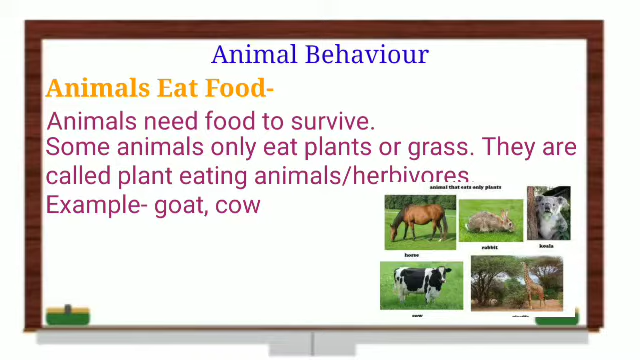 Animal Behaviour
Animals Eat Food-
Animals need food to survive.
Some animals only eat plants or grass. They are
called plant eating animals/herbivores.
Example- goat, cow
animal that eats only plants
horse
rabbit
koala
cow